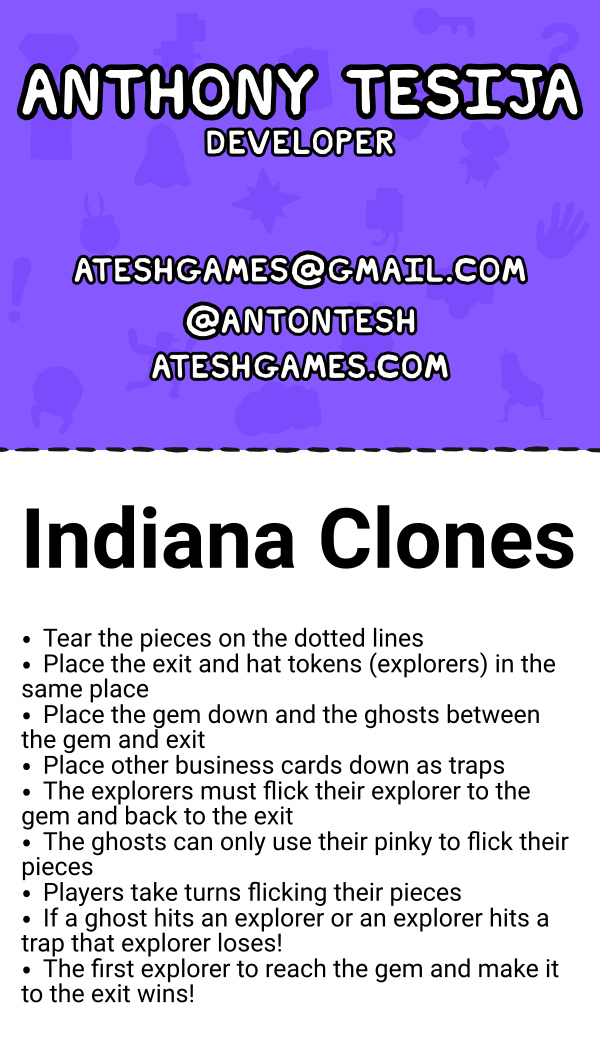 ANTHONY TESIJA
DEVELOPER
ATESHGAMES@GMAIL.COM
@ANTONTESH
ATESHGAMES.COM
Indiana Clones
• Tear the pieces on the dotted lines
• Place the exit and hat tokens (explorers) in the
same place
• Place the gem down and the ghosts between
the gem and exit
• Place other business cards down as traps
• The explorers must flick their explorer to the
gem and back to the exit
• The ghosts can only use their pinky to flick their
pieces
• Players take turns flicking their pieces
• If a ghost hits an explorer or an explorer hits a
trap that explorer loses!
• The first explorer to reach the gem and make it
to the exit wins!